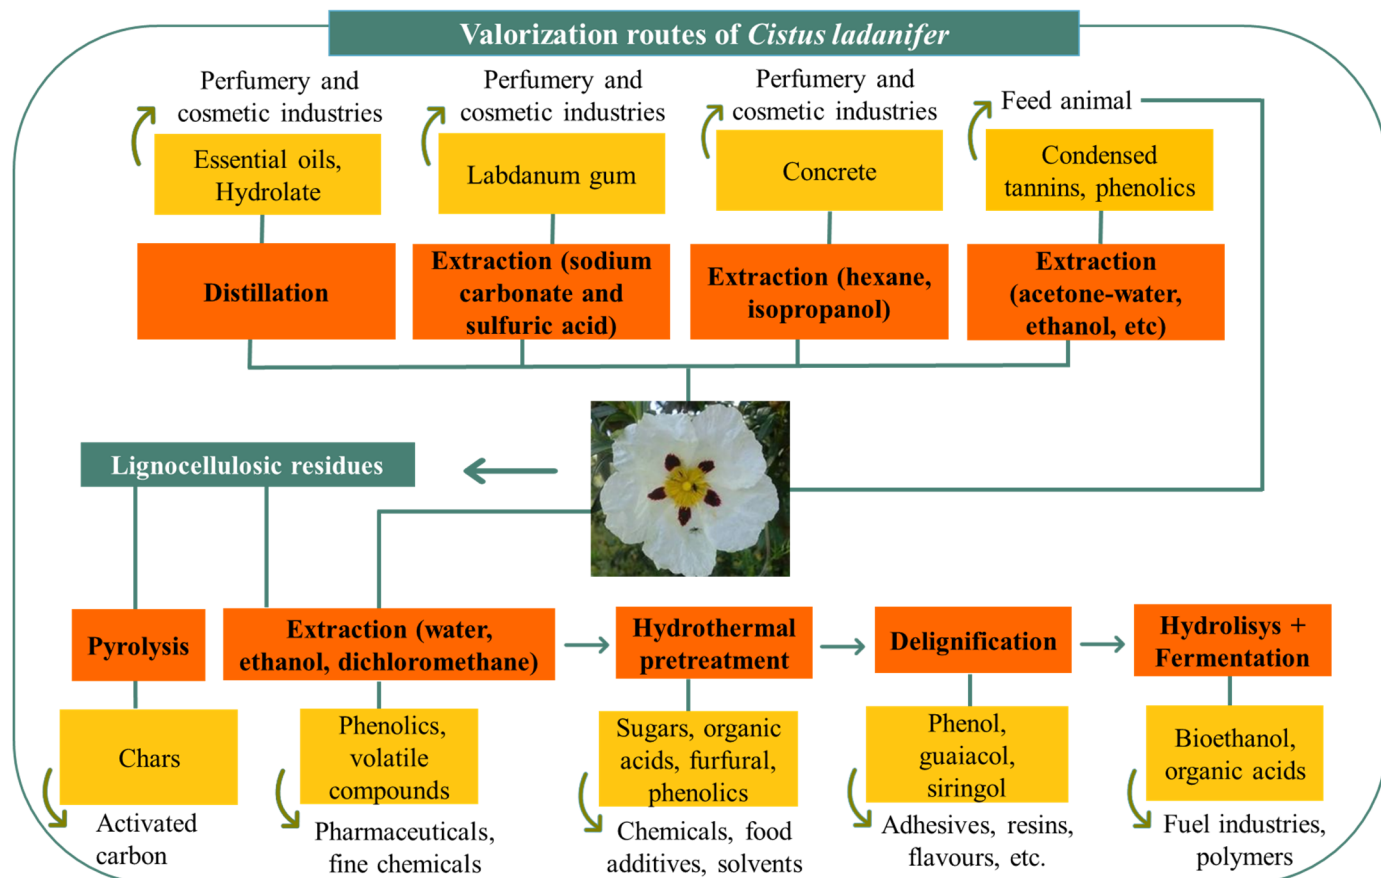 Valorization routes of Cistus ladanifer
Perfumery and
cosmetic industries
Perfumery and
cosmetic industries
Perfumery and
cosmetic industries
Feed animal
Essential oils,
Hydrolate
Labdanum gum
Concrete
Condensed
tannins, phenolics
Distillation
Extraction (sodium
carbonate and
sulfuric acid)
Extraction (hexane,
isopropanol)
Extraction
(acetone-water,
ethanol, etc)
Lignocellulosic residues
Pyrolysis
Extraction (water,
ethanol, dichloromethane)
Hydrothermal
pretreatment
Delignification
Hydrolisys +
Fermentation
Chars
Phenolics,
volatile
compounds
Sugars, organic
acids, furfural,
phenolics
Phenol,
guaiacol,
siringol
Bioethanol,
organic acids
Activated
carbon
Pharmaceuticals,
fine chemicals
Chemicals, food
additives, solvents
Adhesives, resins,
flavours, etc.
Fuel industries,
polymers